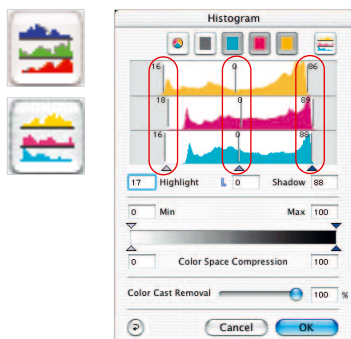 Histogram
16 0 86
18 0 89
16 0 88
17 Highlight 0 Shadow 88
0 Min Max 100
0 Color Space Compression 100
Color Cast Removal 100 %
Cancel OK